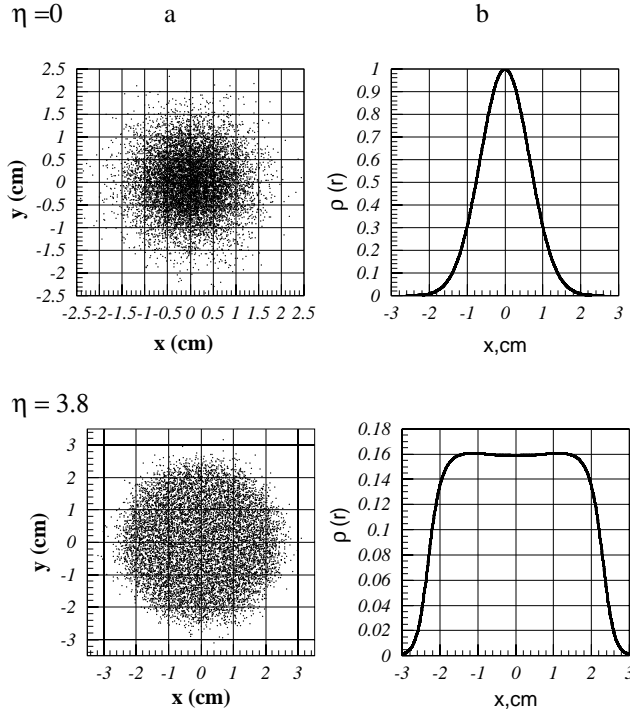 η =0
a
b
2.5
2
1.5
1
0.5
0
-0.5
-1
-1.5
-2
-2.5
y (cm)
-2.5 -2 -1.5 -1 -0.5 0 0.5 1 1.5 2 2.5
x (cm)
1
0.9
0.8
0.7
0.6
0.5
0.4
0.3
0.2
0.1
0
ρ (r)
-3 -2 -1 0 1 2 3
x,cm
η = 3.8
3
2
1
0
-1
-2
-3
y (cm)
-3 -2 -1 0 1 2 3
x (cm)
0.18
0.16
0.14
0.12
0.1
0.08
0.06
0.04
0.02
0
ρ (r)
-3 -2 -1 0 1 2 3
x,cm